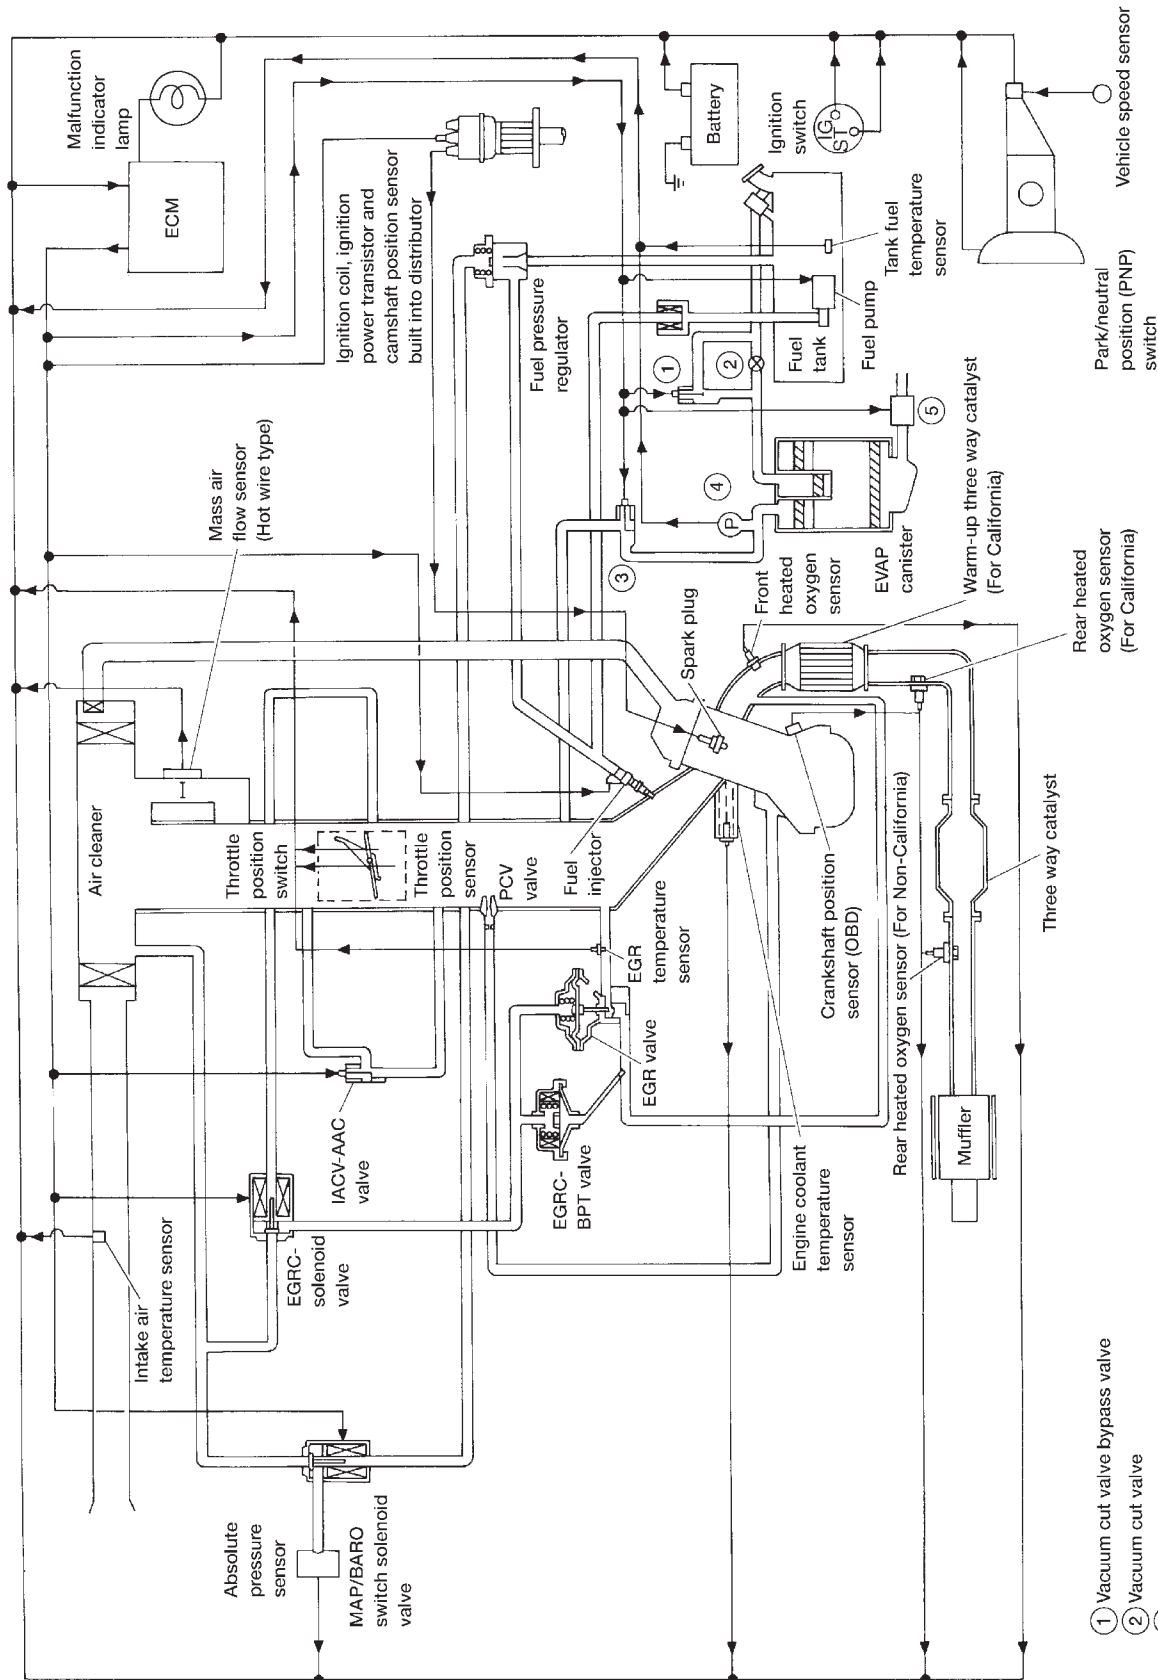 Malfunction
indicator
lamp
ECM
Ignition coil, ignition
power transistor and
camshaft position sensor
built into distributor
Battery
Ignition
switch
IG
ST
Vehicle speed sensor
Park/neutral
position (PNP)
switch
Fuel pressure
regulator
Tank fuel
temperature
sensor
Fuel pump
Fuel
tank
1
2
3
4
5
P
Mass air
flow sensor
(Hot wire type)
EVAP
canister
Front
heated
oxygen
sensor
Warm-up three way catalyst
(For California)
Rear heated
oxygen sensor
(For California)
Spark plug
Air cleaner
Throttle
position
switch
Throttle
position
sensor
PCV
valve
Fuel
injector
EGR
temperature
sensor
Crankshaft position
sensor (OBD)
Rear heated oxygen sensor (For Non-California)
Three way catalyst
Muffler
EGR valve
EGRC-
BPT valve
IACV-AAC
valve
EGRC-
solenoid
valve
Engine coolant
temperature
sensor
Intake air
temperature sensor
Absolute
pressure
sensor
MAP/BARO
switch solenoid
valve
1 Vacuum cut valve bypass valve
2 Vacuum cut valve